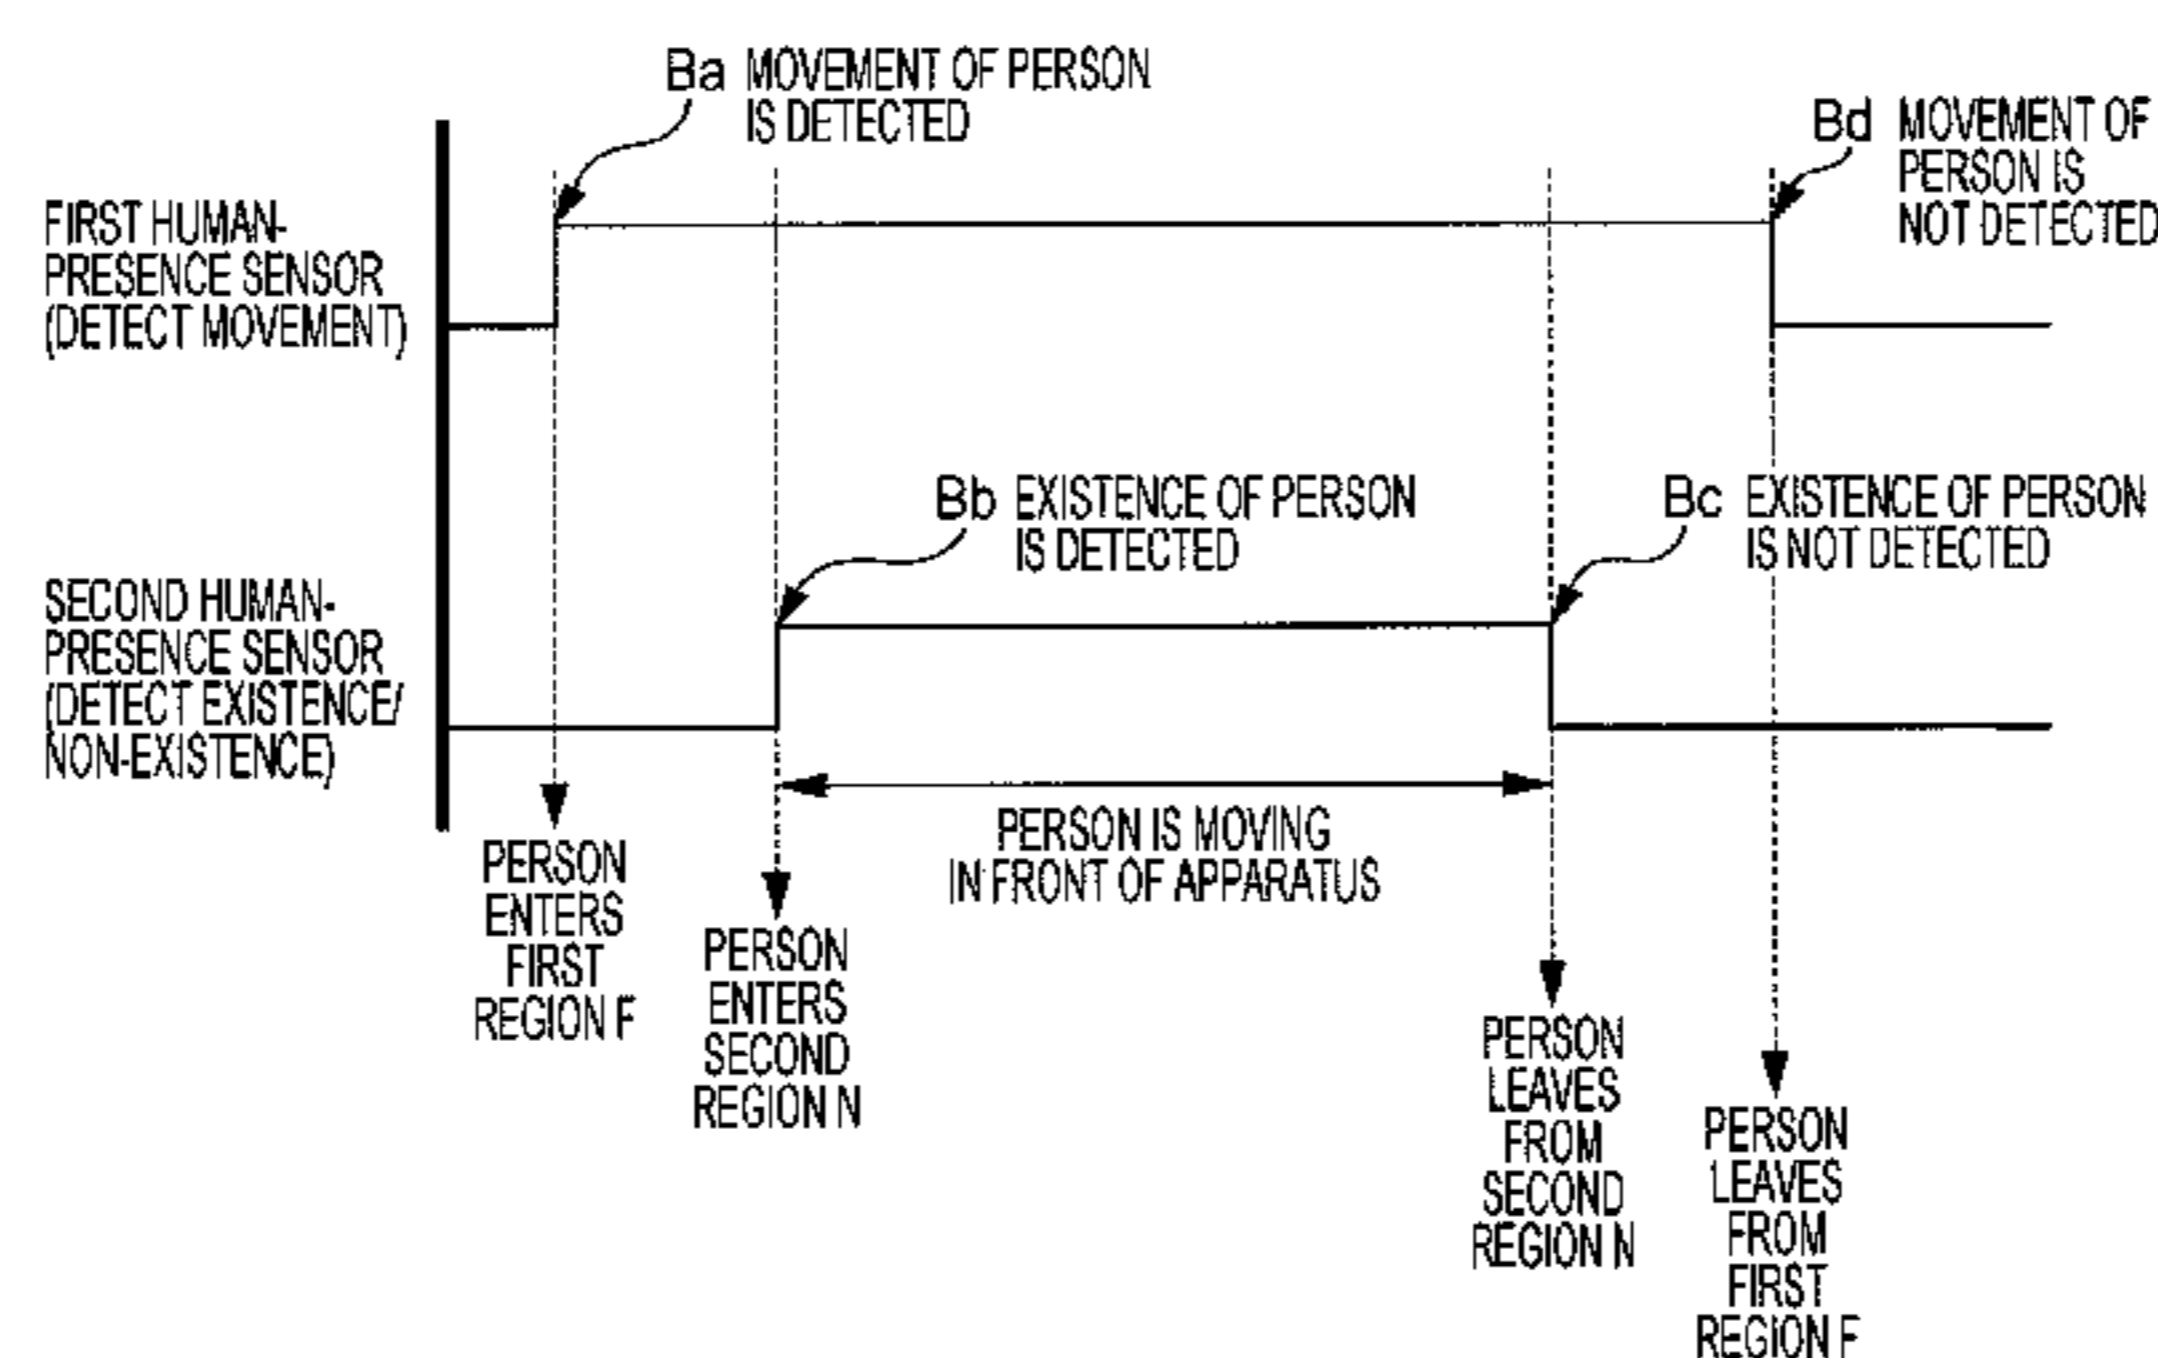 Ba MOVEMENT OF PERSON
IS DETECTED
Bd MOVEMENT OF
PERSON IS
NOT DETECTED
FIRST HUMAN-
PRESENCE SENSOR
(DETECT MOVEMENT)
Bb EXISTENCE OF PERSON
IS DETECTED
Bc EXISTENCE OF PERSON
IS NOT DETECTED
SECOND HUMAN-
PRESENCE SENSOR
(DETECT EXISTENCE/
NON-EXISTENCE)
PERSON IS MOVING
IN FRONT OF APPARATUS
PERSON
ENTERS
FIRST
REGION F
PERSON
ENTERS
SECOND
REGION N
PERSON
LEAVES
FROM
SECOND
REGION N
PERSON
LEAVES
FROM
FIRST
REGION F